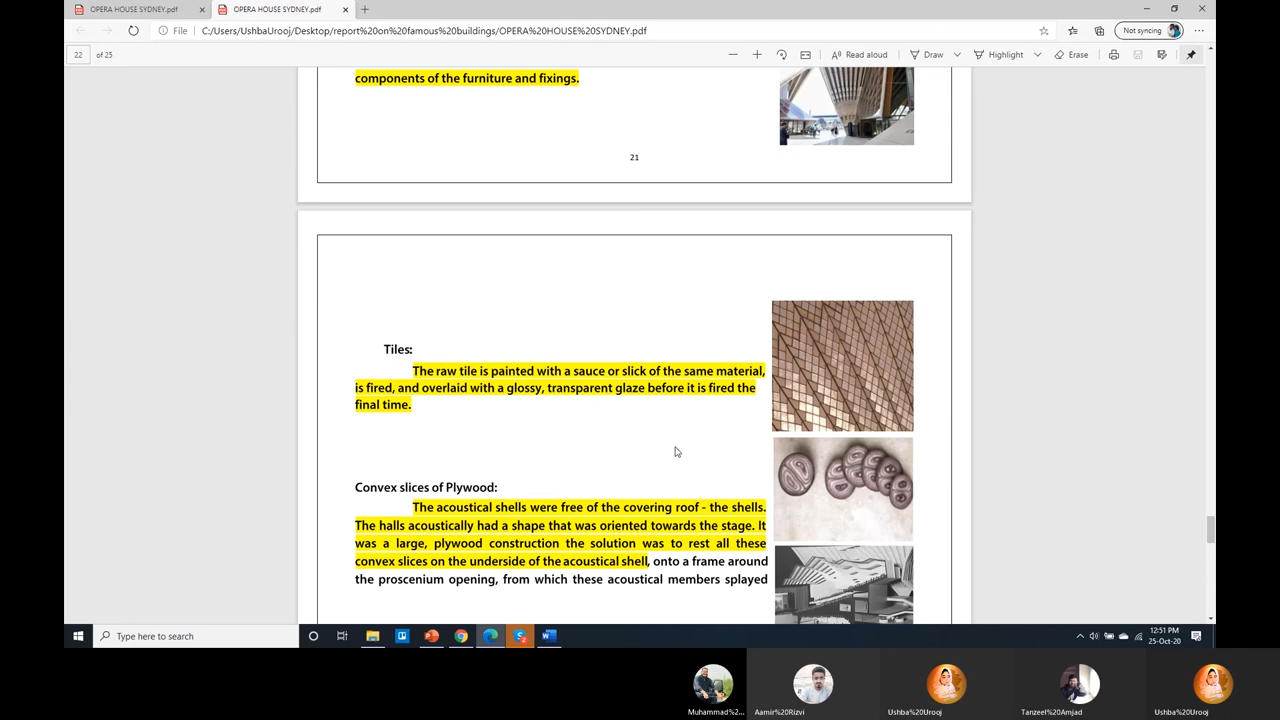 OPERA HOUSE SYDNEY.pdf
OPERA HOUSE SYDNEY.pdf
File
C:/Users/UshbaUrooj/Desktop/report%20on%20famous%20buildings/OPERA%20HOUSE%20SYDNEY.pdf
Not syncing
22 of 25
Read aloud
Draw
Highlight
Erase
components of the furniture and fixings.
21
Tiles:
The raw tile is painted with a sauce or slick of the same material,
is fired, and overlaid with a glossy, transparent glaze before it is fired the
final time.
Convex slices of Plywood:
The acoustical shells were free of the covering roof - the shells.
The halls acoustically had a shape that was oriented towards the stage. It
was a large, plywood construction the solution was to rest all these
convex slices on the underside of the acoustical shell, onto a frame around
the proscenium opening, from which these acoustical members splayed
Type here to search
12:51 PM
25-Oct-20
Muhammad%2...
Aamir%20Rizvi
Ushba%20Urooj
Tanzeel%20Amjad
Ushba%20Urooj